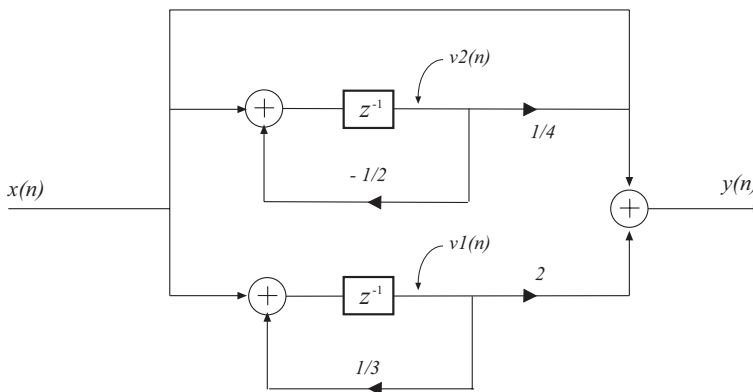 v2(n)
z⁻¹
1/4
- 1/2
x(n)
y(n)
v1(n)
z⁻¹
2
1/3